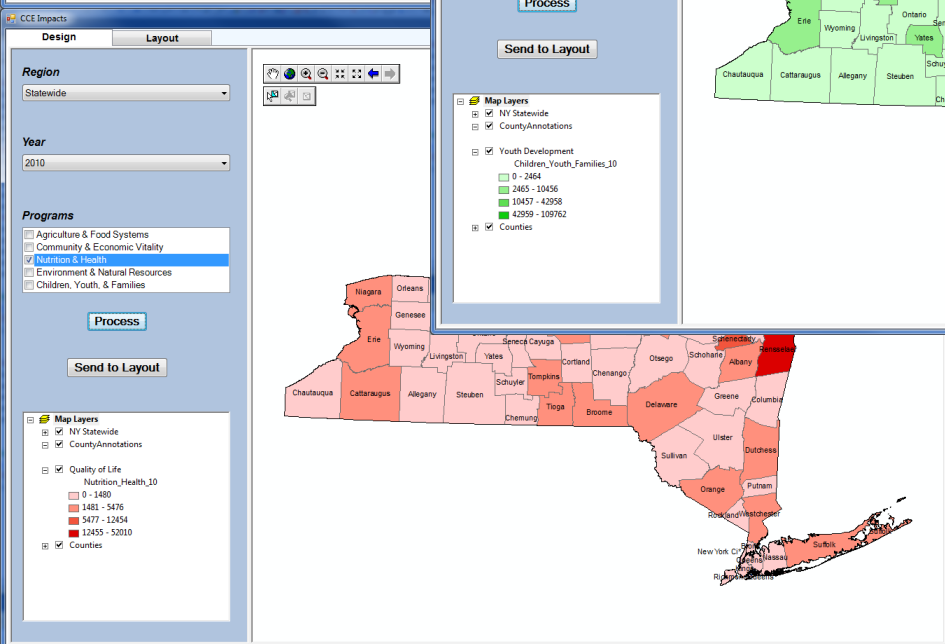 CCE Impacts
Design
Layout
Region
Statewide
Year
2010
Programs
Agriculture & Food Systems
Community & Economic Vitality
Nutrition & Health
Environment & Natural Resources
Children, Youth, & Families
Process
Send to Layout
Map Layers
NY Statewide
CountyAnnotations
Quality of Life
Nutrition_Health_10
0 - 1480
1481 - 5476
5477 - 12454
12455 - 52010
Counties
Process
Send to Layout
Map Layers
NY Statewide
CountyAnnotations
Youth Development
Children_Youth_Families_10
0 - 2464
2465 - 10456
10457 - 42958
42959 - 109762
Counties
Ontario
Erie
Wyoming
Livingston
Yates
Chautauqua
Cattaraugus
Allegany
Steuben
Niagara
Orleans
Genesee
Erie
Wyoming
Livingston
Yates
Seneca
Cayuga
Cortland
Chenango
Otsego
Schoharie
Schenectady
Albany
Rensselaer
Chautauqua
Cattaraugus
Allegany
Steuben
Schuyler
Tompkins
Chemung
Tioga
Broome
Delaware
Greene
Columbia
Ulster
Sullivan
Dutchess
Orange
Putnam
Rockland
Westchester
New York Ci
Nassau
Suffolk